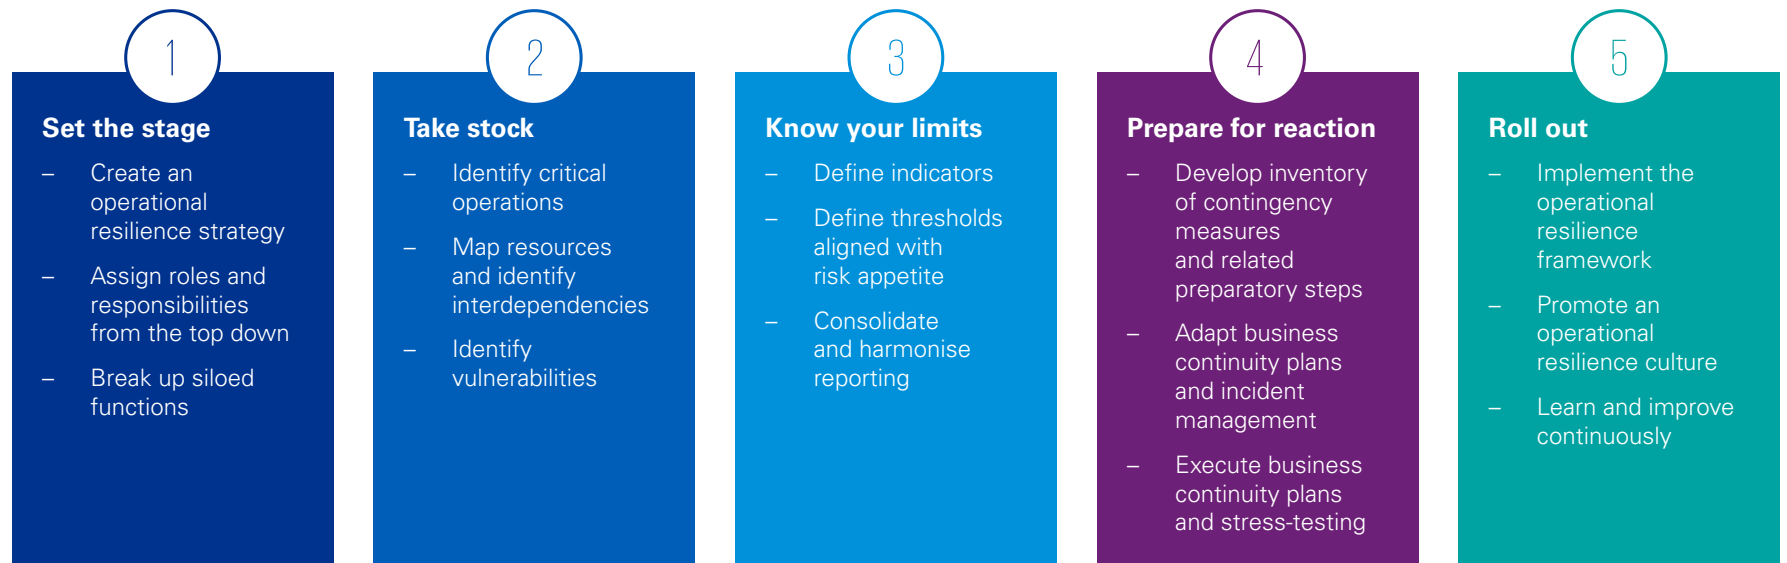 1
Set the stage
– Create an
operational
resilience strategy
– Assign roles and
responsibilities
from the top down
– Break up siloed
functions
2
Take stock
– Identify critical
operations
– Map resources
and identify
interdependencies
– Identify
vulnerabilities
3
Know your limits
– Define indicators
– Define thresholds
aligned with
risk appetite
– Consolidate
and harmonise
reporting
4
Prepare for reaction
– Develop inventory
of contingency
measures
and related
preparatory steps
– Adapt business
continuity plans
and incident
management
– Execute business
continuity plans
and stress-testing
5
Roll out
– Implement the
operational
resilience
framework
– Promote an
operational
resilience culture
– Learn and improve
continuously